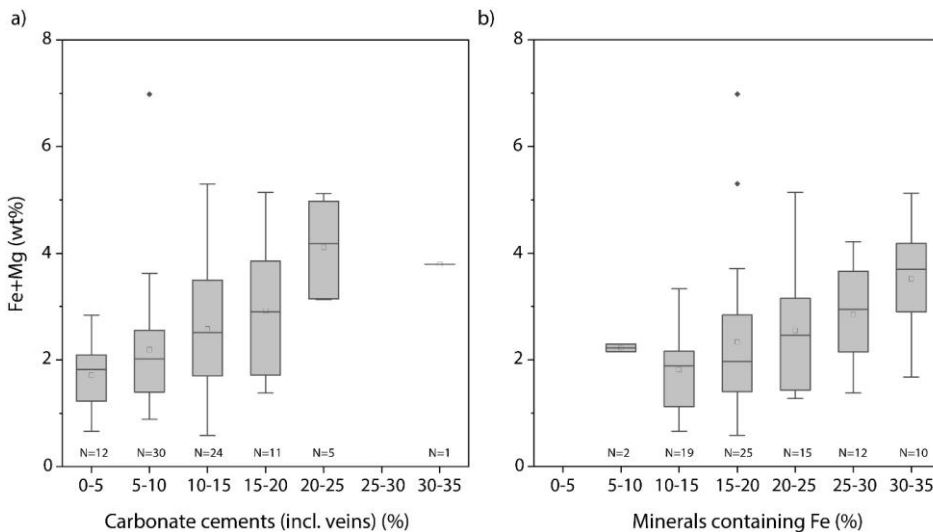 a)
b)
8
6
4
2
0
Fe+Mg (wt%)
N=12 N=30 N=24 N=11 N=5 N=1
0-5 5-10 10-15 15-20 20-25 25-30 30-35
Carbonate cements (incl. veins) (%)
8
6
4
2
0
N=2 N=19 N=25 N=15 N=12 N=10
0-5 5-10 10-15 15-20 20-25 25-30 30-35
Minerals containing Fe (%)